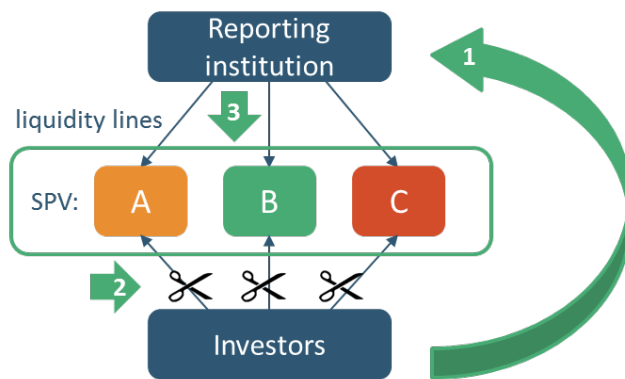 Reporting
institution
1
3
liquidity lines
SPV:
A
B
C
2
Investors